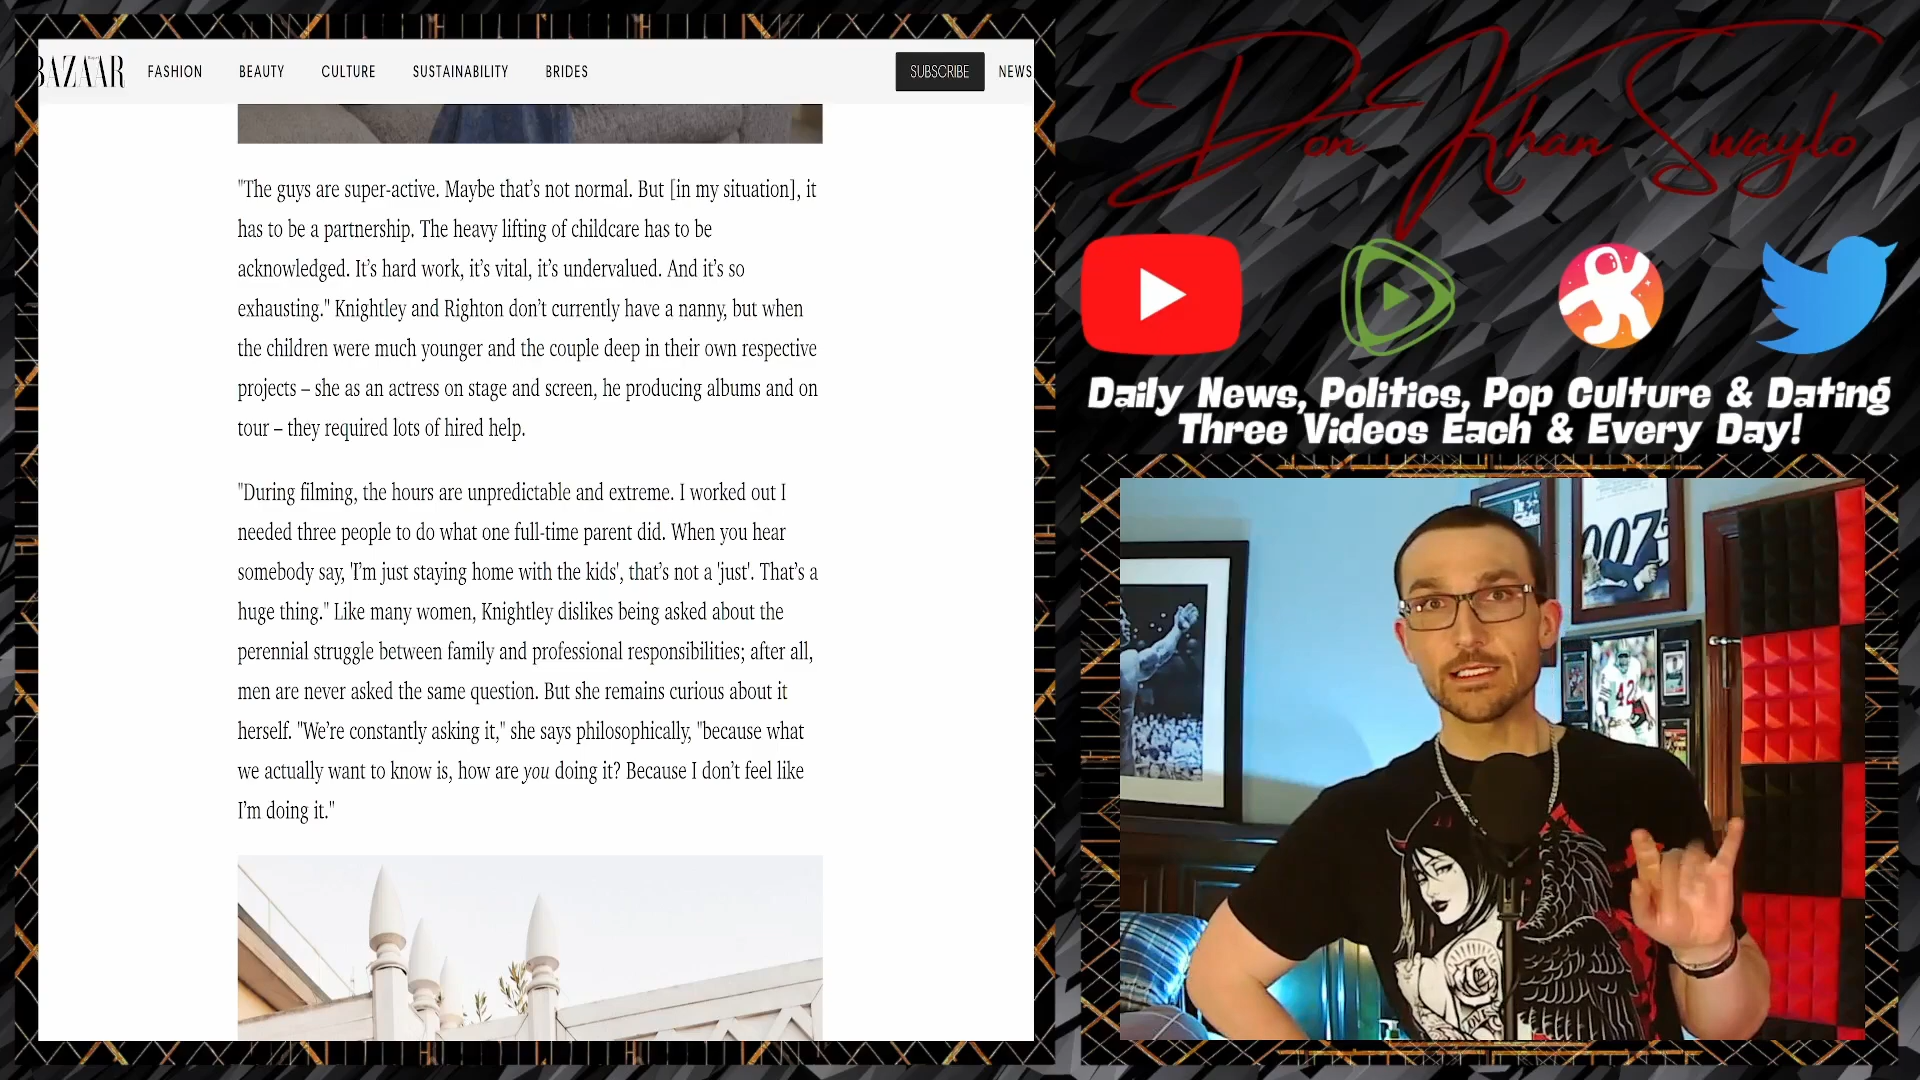 BAZAAR
FASHION
BEAUTY
CULTURE
SUSTAINABILITY
BRIDES
SUBSCRIBE
NEWS
"The guys are super-active. Maybe that’s not normal. But [in my situation], it
has to be a partnership. The heavy lifting of childcare has to be
acknowledged. It’s hard work, it’s vital, it’s undervalued. And it’s so
exhausting." Knightley and Righton don’t currently have a nanny, but when
the children were much younger and the couple deep in their own respective
projects – she as an actress on stage and screen, he producing albums and on
tour – they required lots of hired help.
"During filming, the hours are unpredictable and extreme. I worked out I
needed three people to do what one full-time parent did. When you hear
somebody say, 'I’m just staying home with the kids', that’s not a 'just'. That’s a
huge thing." Like many women, Knightley dislikes being asked about the
perennial struggle between family and professional responsibilities; after all,
men are never asked the same question. But she remains curious about it
herself. "We’re constantly asking it," she says philosophically, "because what
we actually want to know is, how are you doing it? Because I don’t feel like
I’m doing it."
Don Khan Swaylo
Daily News, Politics, Pop Culture & Dating
Three Videos Each & Every Day!
007
42